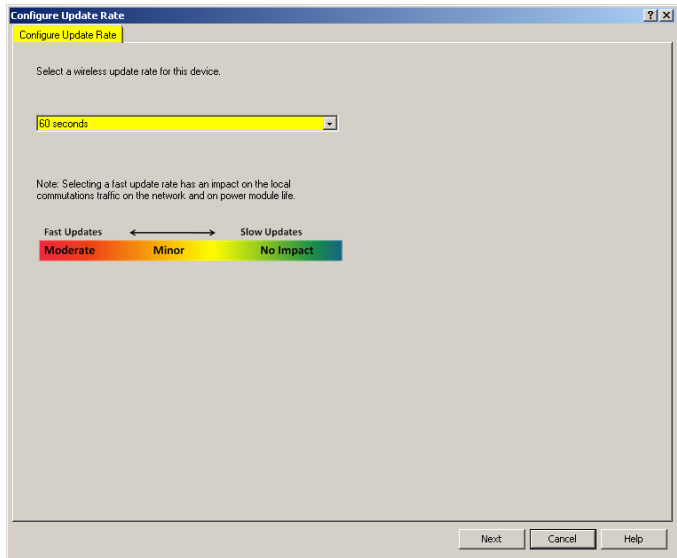 Configure Update Rate
Configure Update Rate
Select a wireless update rate for this device.
60 seconds
Note: Selecting a fast update rate has an impact on the local
commutations traffic on the network and on power module life.
Fast Updates Slow Updates
Moderate Minor No Impact
Next Cancel Help